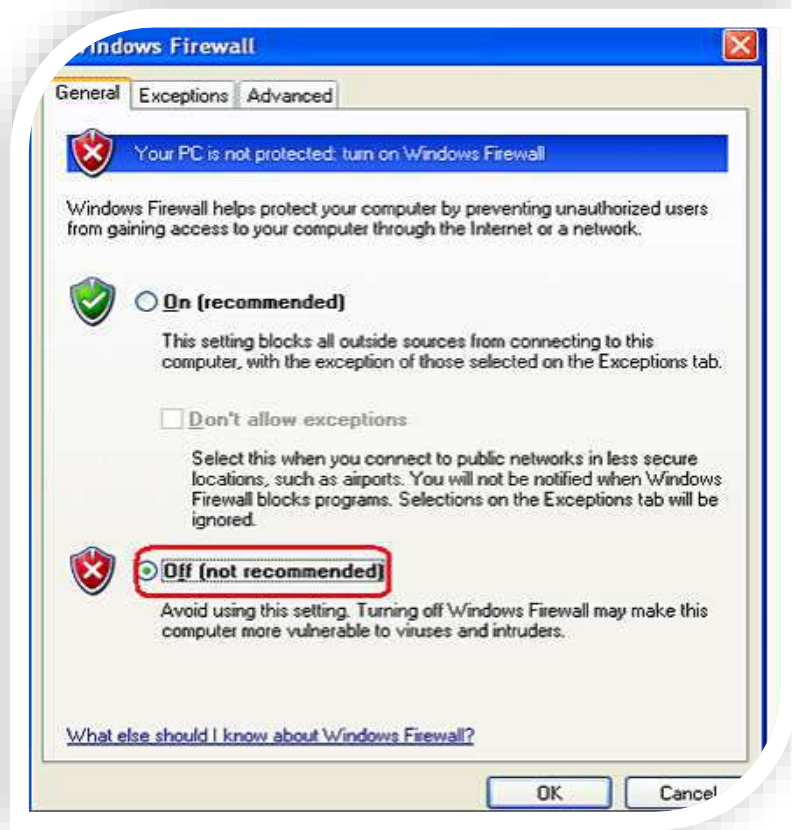 Windows Firewall
General Exceptions Advanced
Your PC is not protected: turn on Windows Firewall
Windows Firewall helps protect your computer by preventing unauthorized users
from gaining access to your computer through the Internet or a network.
On (recommended)
This setting blocks all outside sources from connecting to this
computer, with the exception of those selected on the Exceptions tab.
Don't allow exceptions
Select this when you connect to public networks in less secure
locations, such as airports. You will not be notified when Windows
Firewall blocks programs. Selections on the Exceptions tab will be
ignored.
Off (not recommended)
Avoid using this setting. Turning off Windows Firewall may make this
computer more vulnerable to viruses and intruders.
What else should I know about Windows Firewall?
OK Cancel